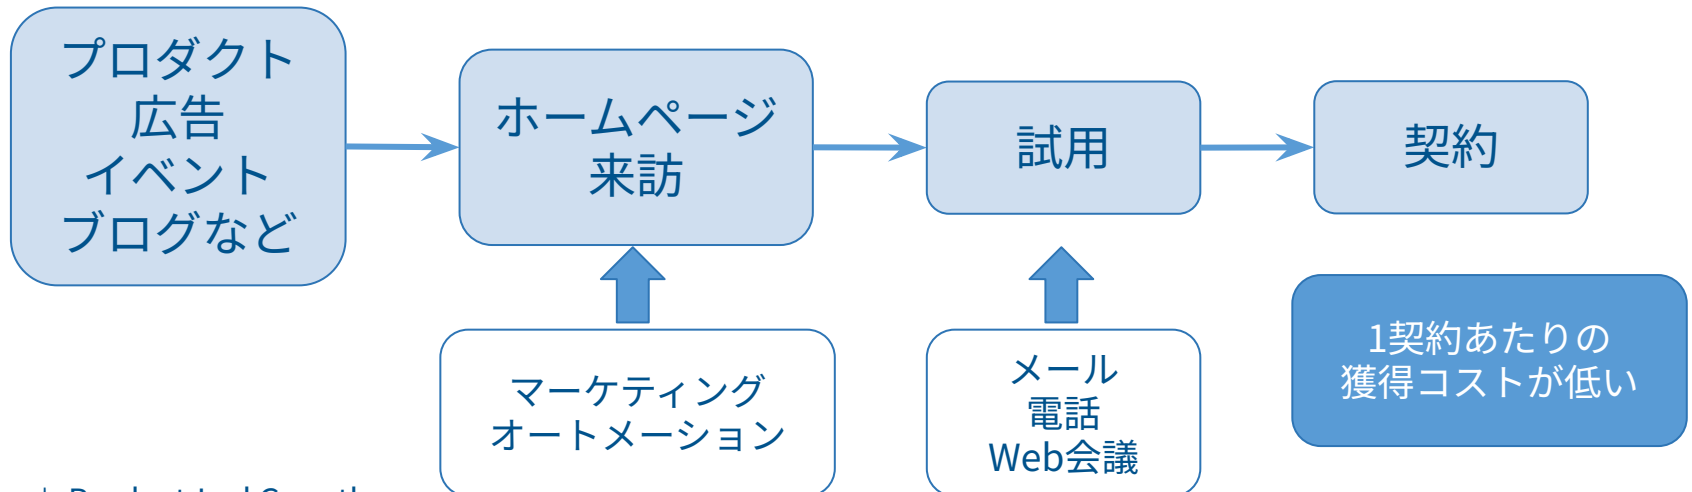 プロダクト
広告
イベント
ブログなど
ホームページ
来訪
試用
契約
マーケティング
オートメーション
メール
電話
Web会議
1契約あたりの
獲得コストが低い